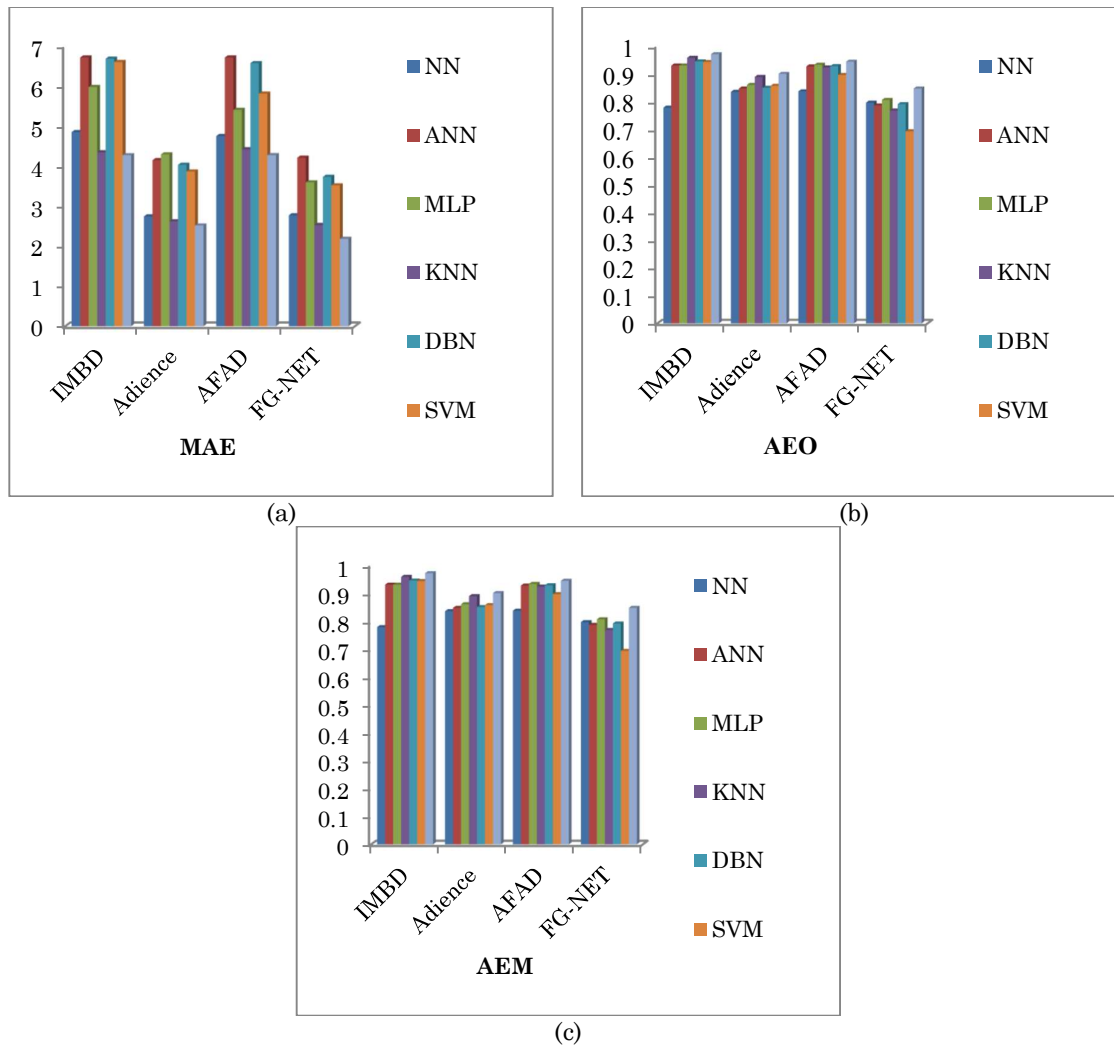 7
6
5
4
3
2
1
0
IMBD
Adience
AFAD
FG-NET
MAE
NN
ANN
MLP
KNN
DBN
SVM
(a)
1
0.9
0.8
0.7
0.6
0.5
0.4
0.3
0.2
0.1
0
IMBD
Adience
AFAD
FG-NET
AEO
NN
ANN
MLP
KNN
DBN
SVM
(b)
1
0.9
0.8
0.7
0.6
0.5
0.4
0.3
0.2
0.1
0
IMBD
Adience
AFAD
FG-NET
AEM
NN
ANN
MLP
KNN
DBN
SVM
(c)